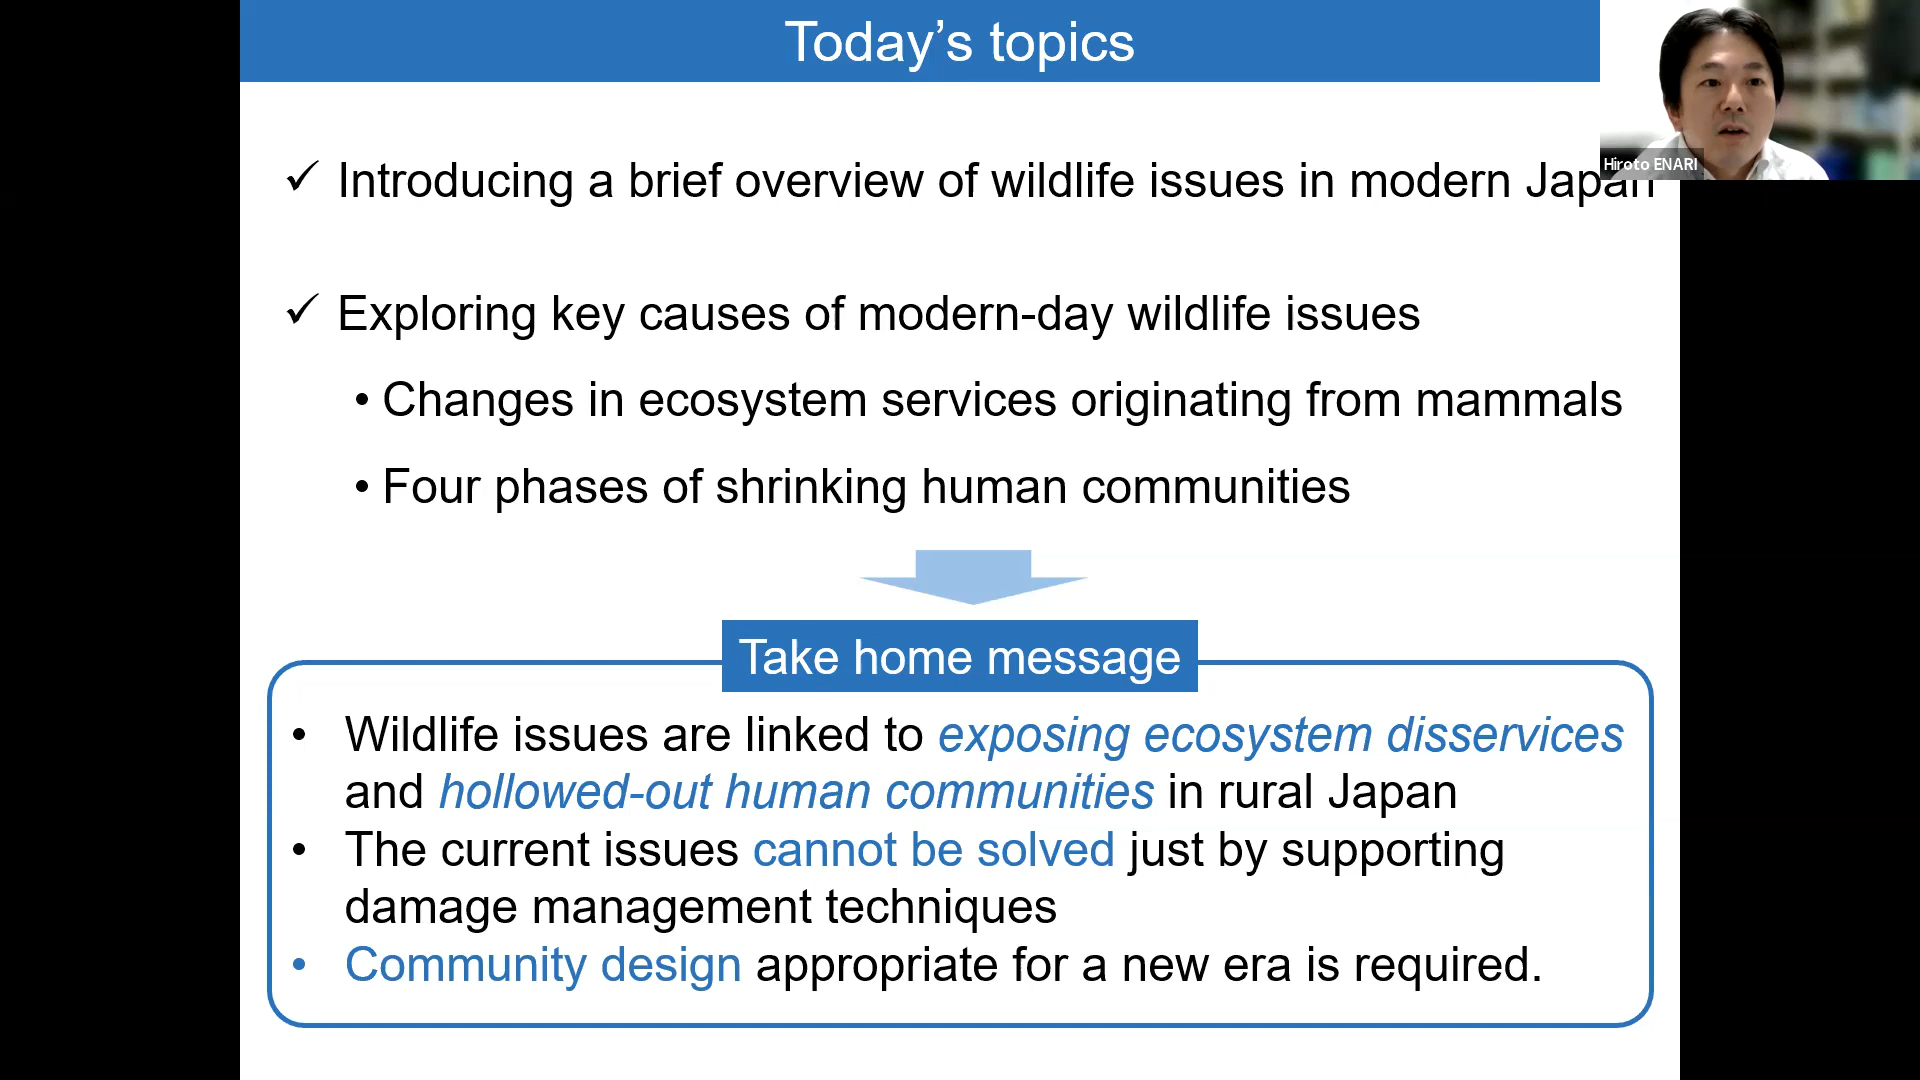 Today’s topics
Hiroto ENARI
✓ Introducing a brief overview of wildlife issues in modern Japan
✓ Exploring key causes of modern-day wildlife issues
• Changes in ecosystem services originating from mammals
• Four phases of shrinking human communities
Take home message
• Wildlife issues are linked to exposing ecosystem disservices
and hollowed-out human communities in rural Japan
• The current issues cannot be solved just by supporting
damage management techniques
• Community design appropriate for a new era is required.